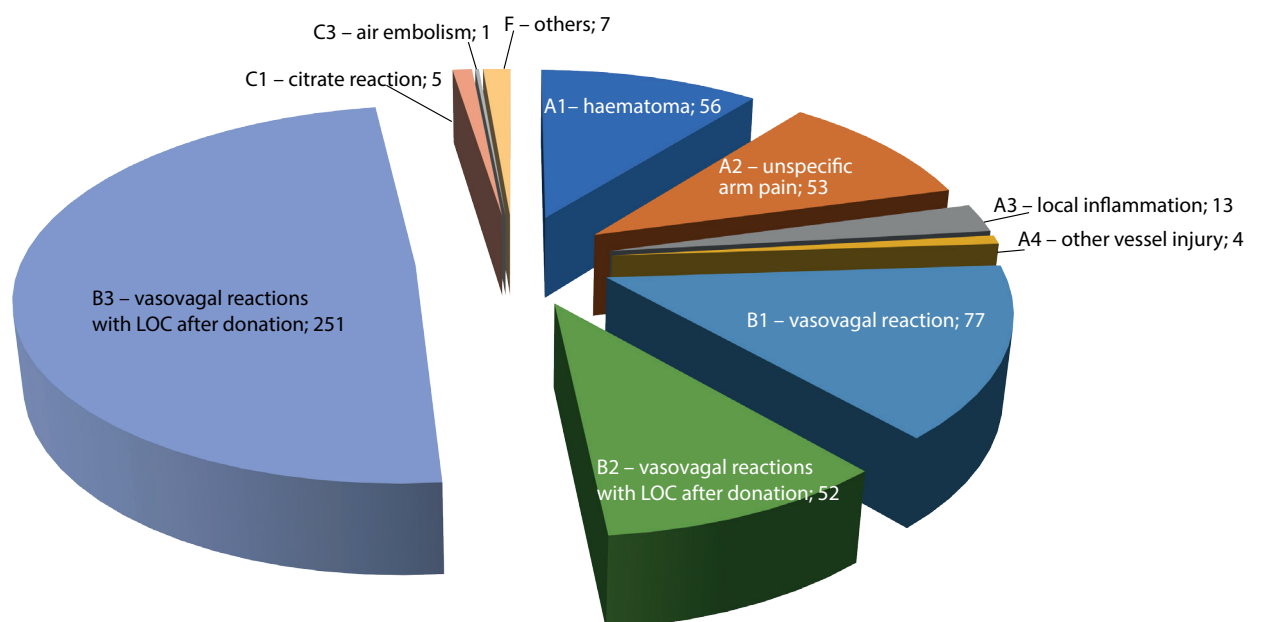 F – others; 7
C3 – air embolism; 1
C1 – citrate reaction; 5
A1– haematoma; 56
A2 – unspecific
arm pain; 53
A3 – local inflammation; 13
A4 – other vessel injury; 4
B1 – vasovagal reaction; 77
B3 – vasovagal reactions
with LOC after donation; 251
B2 – vasovagal reactions
with LOC after donation; 52